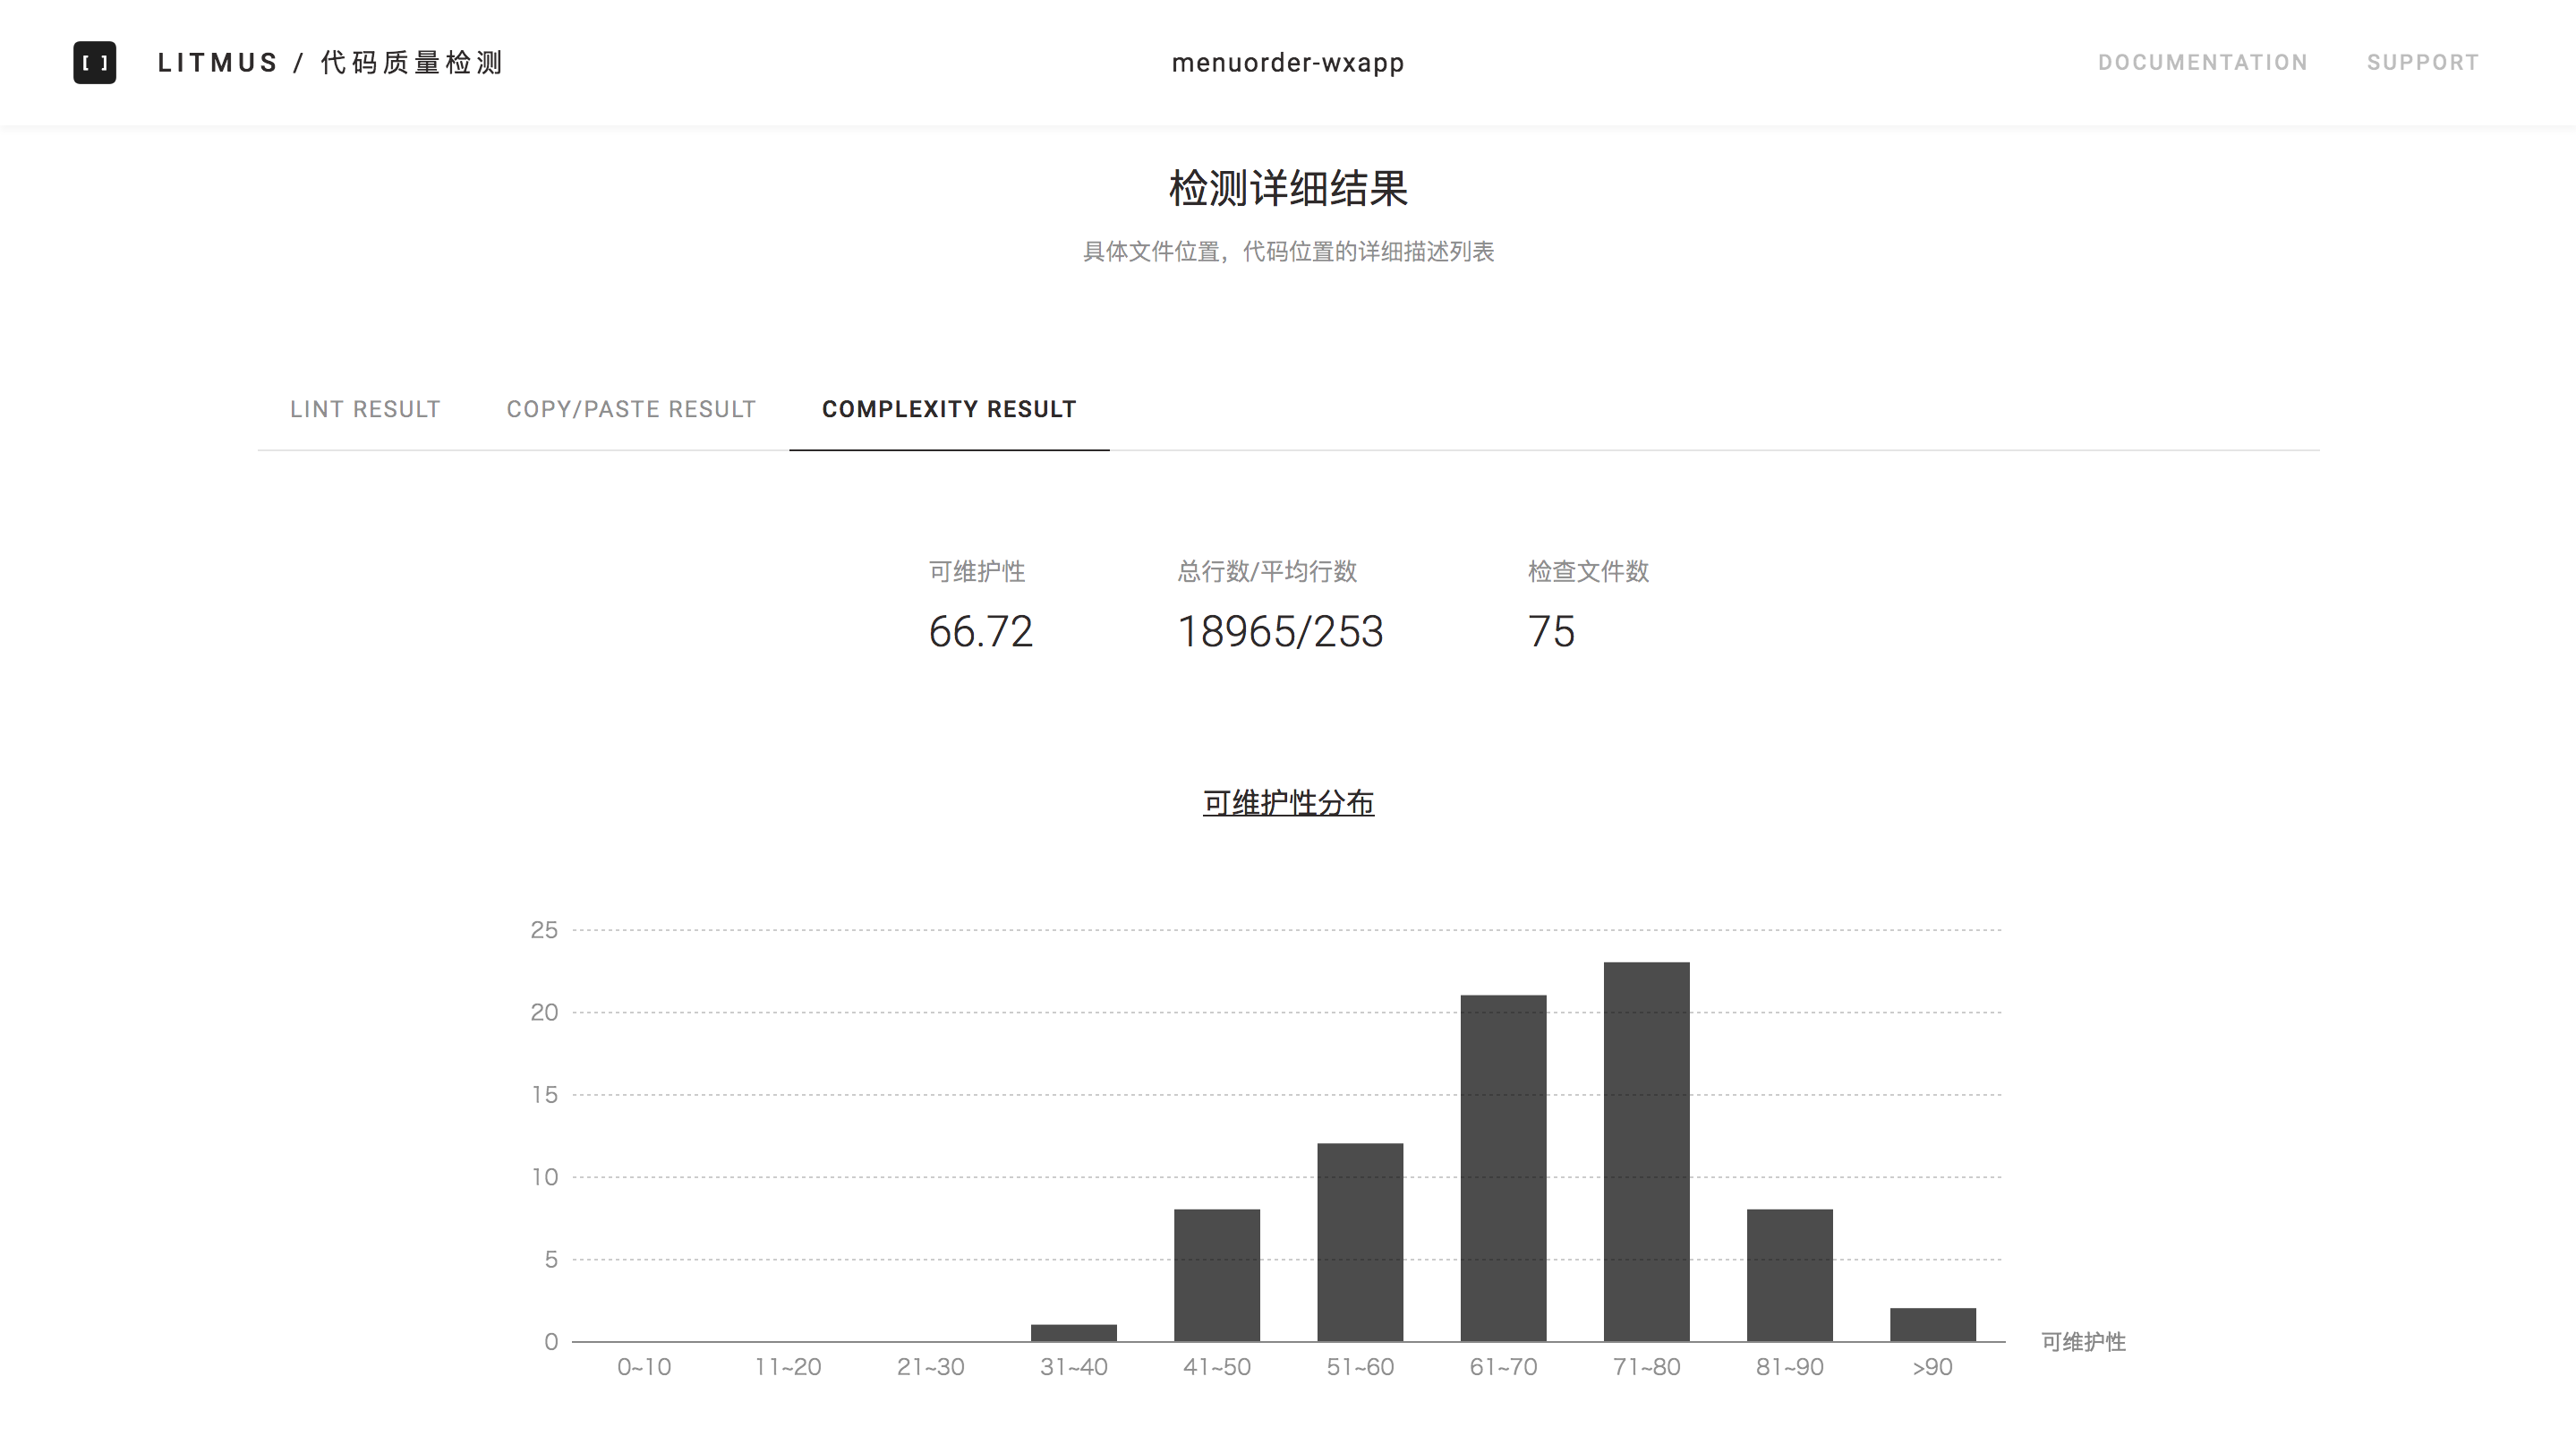 [ ] LITMUS / 代码质量检测 menuorder-wxapp DOCUMENTATION SUPPORT
检测详细结果
具体文件位置，代码位置的详细描述列表
LINT RESULT COPY/PASTE RESULT COMPLEXITY RESULT
可维护性 总行数/平均行数 检查文件数
66.72 18965/253 75
可维护性分布
25
20
15
10
5
0
可维护性
0~10 11~20 21~30 31~40 41~50 51~60 61~70 71~80 81~90 >90